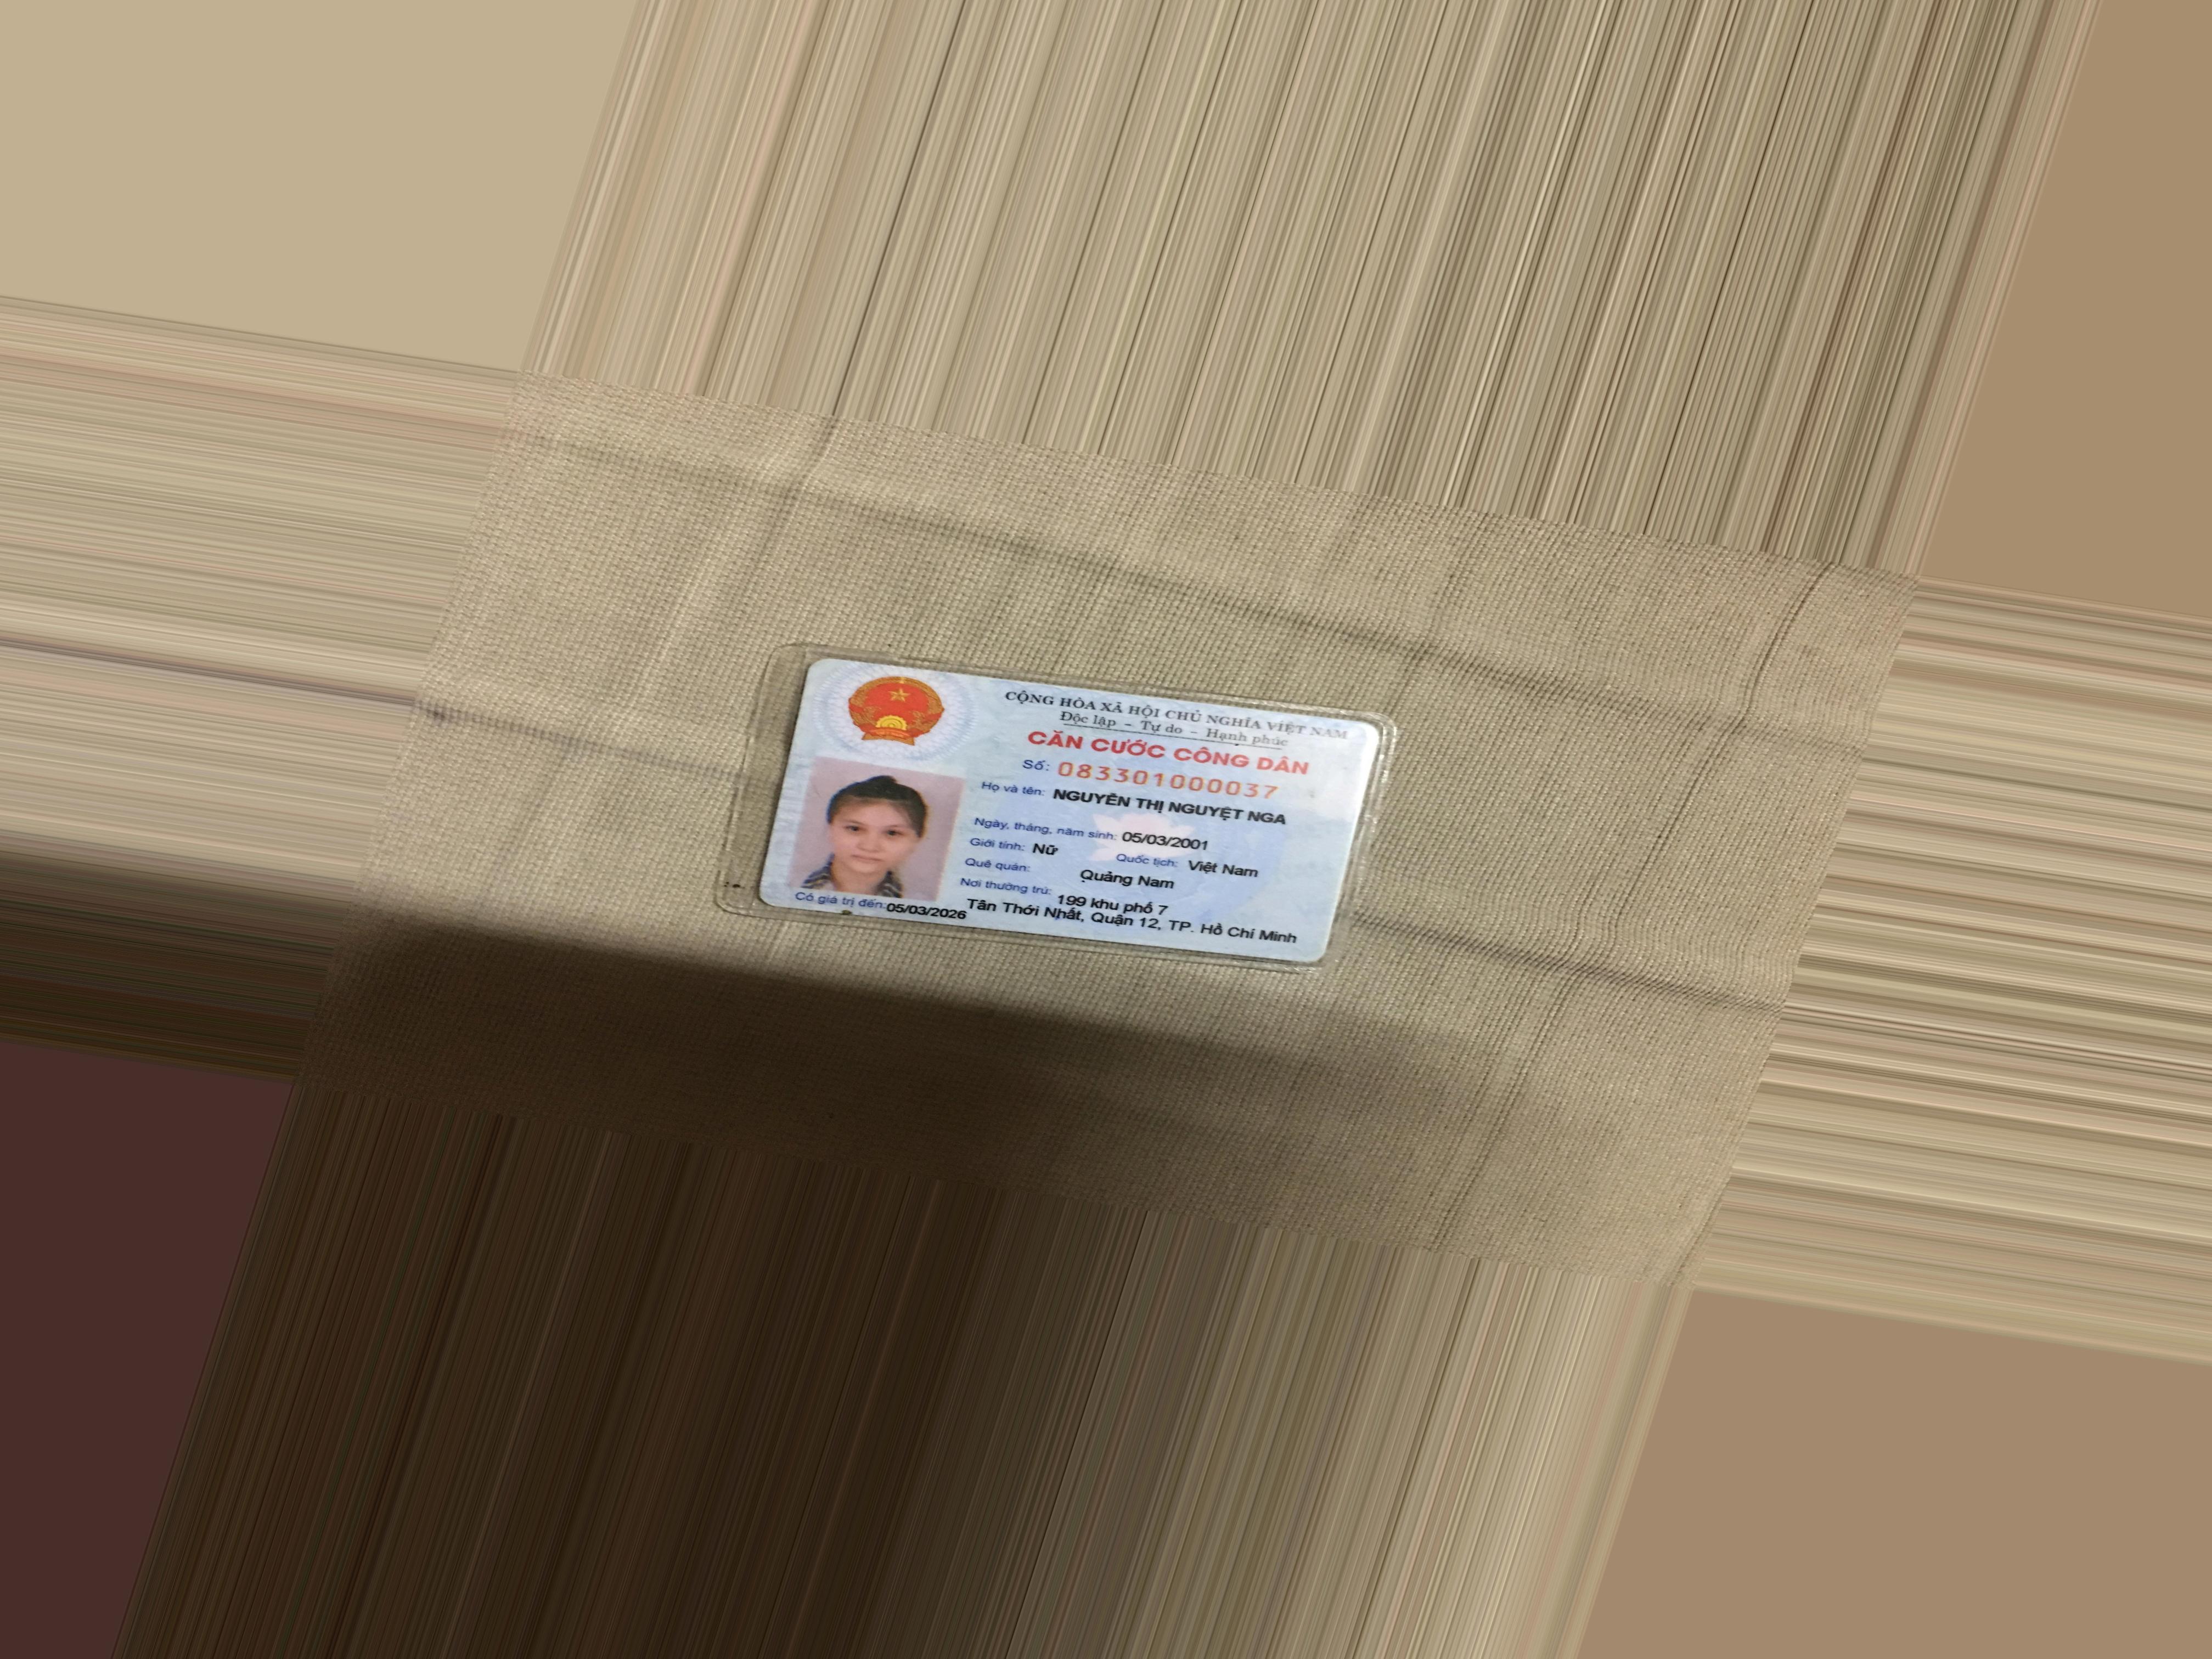 CỘNG HÒA XÃ HỘI CHỦ NGHĨA VIỆT NAM
Độc lập - Tự do - Hạnh phúc
CĂN CƯỚC CÔNG DÂN
Số: 083301000037
Họ và tên: NGUYỄN THỊ NGUYỆT NGA
Ngày, tháng, năm sinh: 05/03/2001
Giới tính: Nữ Quốc tịch: Việt Nam
Quê quán: Quảng Nam
Nơi thường trú: 199 khu phố 7
Tân Thới Nhất, Quận 12, TP. Hồ Chí Minh
Có giá trị đến: 05/03/2026